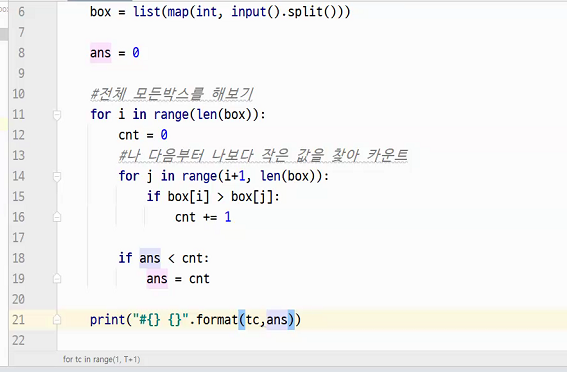 6 box = list(map(int, input().split()))
7
8 ans = 0
9
10 #전체 모든박스를 해보기
11 for i in range(len(box)):
12 cnt = 0
13 #나 다음부터 나보다 작은 값을 찾아 카운트
14 for j in range(i+1, len(box)):
15 if box[i] > box[j]:
16 cnt += 1
17
18 if ans < cnt:
19 ans = cnt
20
21 print("#{} {}".format(tc,ans))
22
for tc in range(1, T+1)